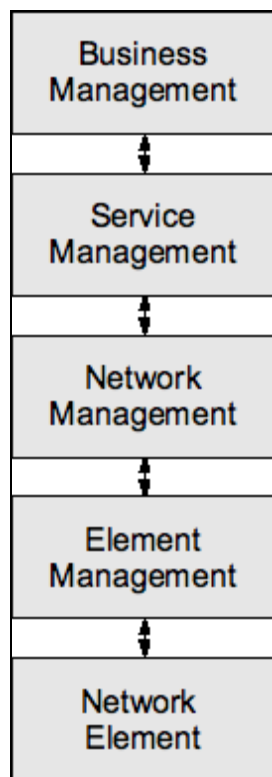 Business
Management
Service
Management
Network
Management
Element
Management
Network
Element